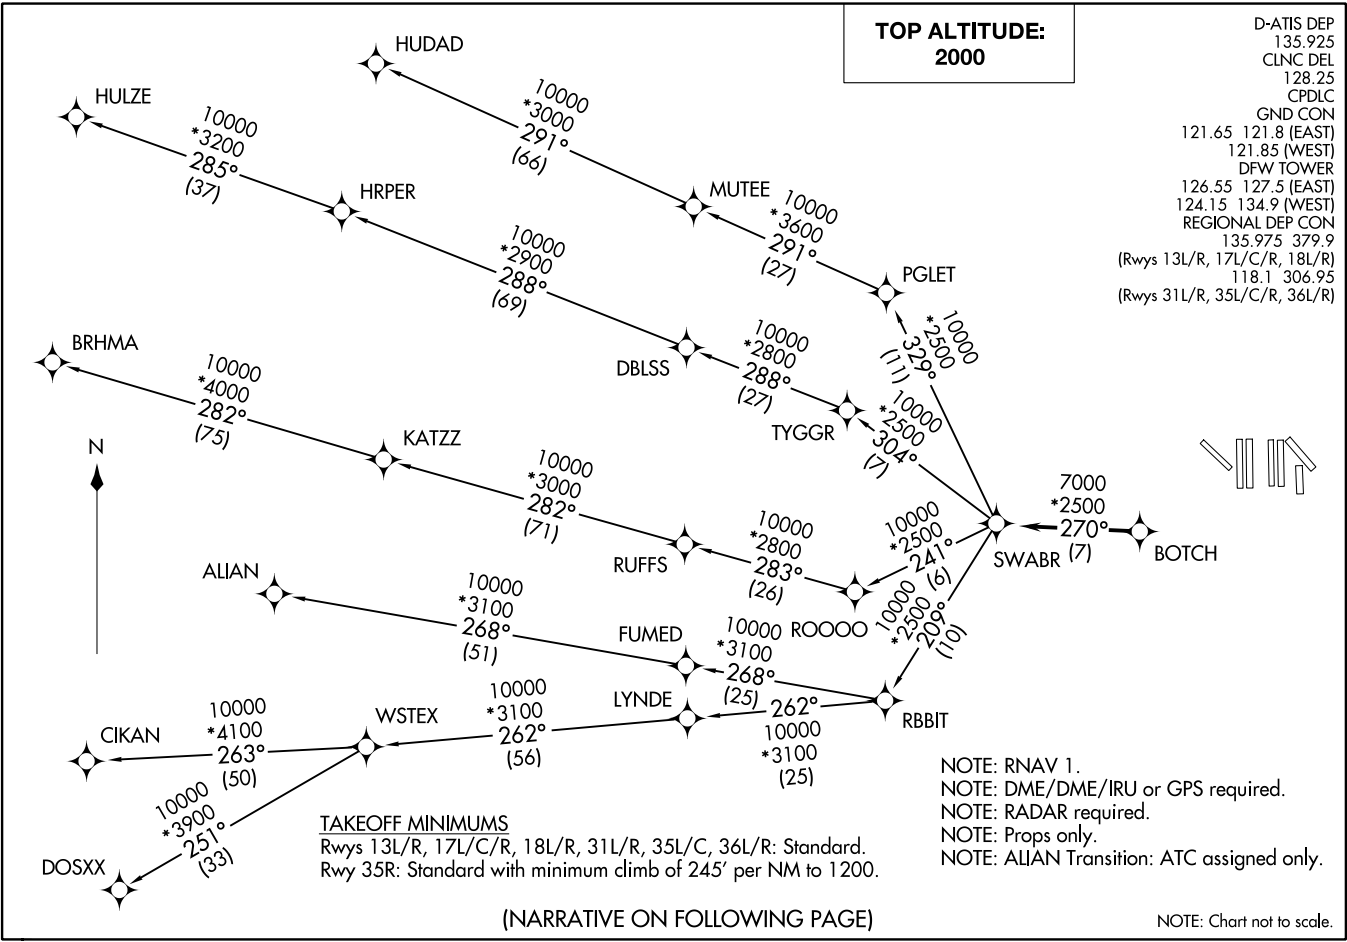 TOP ALTITUDE:
2000
D-ATIS DEP
135.925
CLNC DEL
128.25
CPDLC
GND CON
121.65 121.8 (EAST)
121.85 (WEST)
DFW TOWER
126.55 127.5 (EAST)
124.15 134.9 (WEST)
REGIONAL DEP CON
135.975 379.9
(Rwys 13L/R, 17L/C/R, 18L/R)
118.1 306.95
(Rwys 31L/R, 35L/C/R, 36L/R)
HUDAD
10000
*3000
291°
(66)
HULZE
10000
*3200
285°
(37)
HRPER
MUTEE
10000
*3600
291°
(27)
PGLET
10000
*2900
288°
(69)
DBLSS
10000
*2800
288°
(27)
TYGGR
10000
*2500
329°
(11)
10000
*2500
304°
(7)
BRHMA
10000
*4000
282°
(75)
KATZZ
10000
*3000
282°
(71)
RUFFS
10000
*2800
283°
(26)
ROOOO
10000
*2500
241°
(6)
SWABR
7000
*2500
270°
(7)
BOTCH
N
10000
*2500
209°
(10)
ALIAN
10000
*3100
268°
(51)
FUMED
10000
*3100
268°
(25)
RBBIT
LYNDE
262°
10000
*3100
(25)
10000
*3100
262°
(56)
WSTEX
CIKAN
10000
*4100
263°
(50)
10000
*3900
251°
(33)
DOSXX
TAKEOFF MINIMUMS
Rwys 13L/R, 17L/C/R, 18L/R, 31L/R, 35L/C, 36L/R: Standard.
Rwy 35R: Standard with minimum climb of 245' per NM to 1200.
NOTE: RNAV 1.
NOTE: DME/DME/IRU or GPS required.
NOTE: RADAR required.
NOTE: Props only.
NOTE: ALIAN Transition: ATC assigned only.
(NARRATIVE ON FOLLOWING PAGE)
NOTE: Chart not to scale.